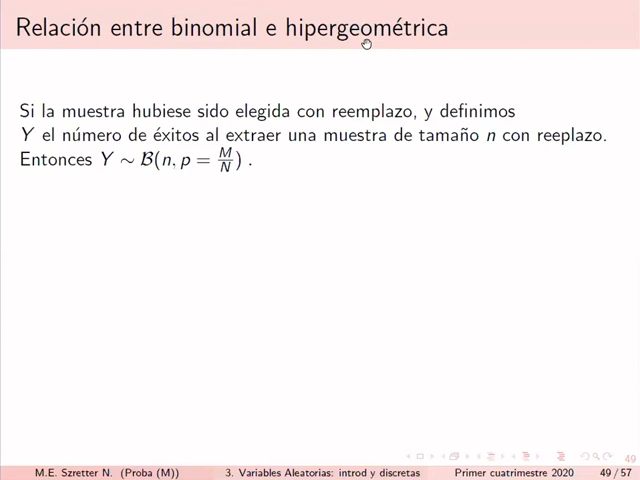 Relación entre binomial e hipergeométrica
Si la muestra hubiese sido elegida con reemplazo, y definimos
Y el número de éxitos al extraer una muestra de tamaño n con reeplazo.
Entonces Y ∼ B(n, p = M/N) .
49
M.E. Szretter N. (Proba (M)) 3. Variables Aleatorias: introd y discretas Primer cuatrimestre 2020 49 / 57